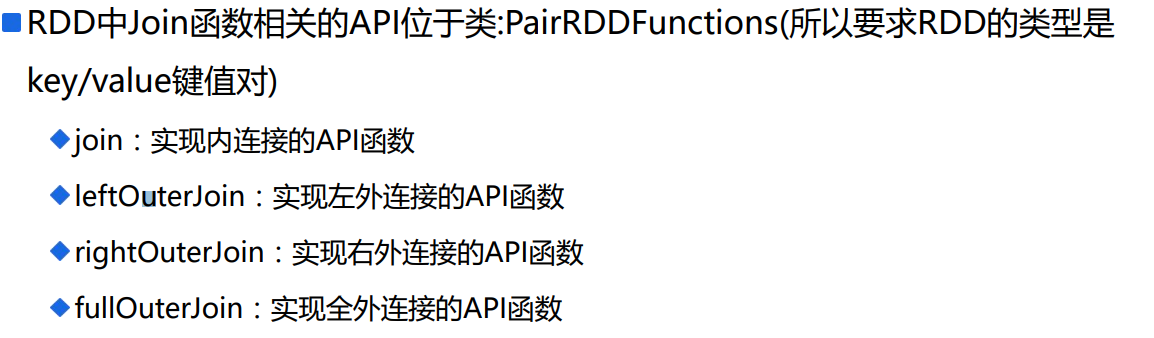 RDD中Join函数相关的API位于类:PairRDDFunctions(所以要求RDD的类型是
key/value键值对)
join：实现内连接的API函数
leftOuterJoin：实现左外连接的API函数
rightOuterJoin：实现右外连接的API函数
fullOuterJoin：实现全外连接的API函数